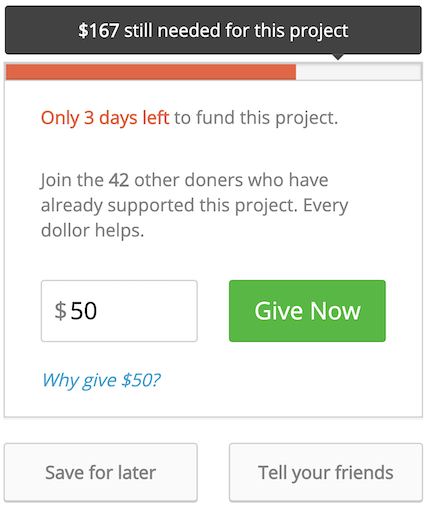 $167 still needed for this project
Only 3 days left to fund this project.
Join the 42 other doners who have
already supported this project. Every
dollor helps.
$ 50
Give Now
Why give $50?
Save for later
Tell your friends